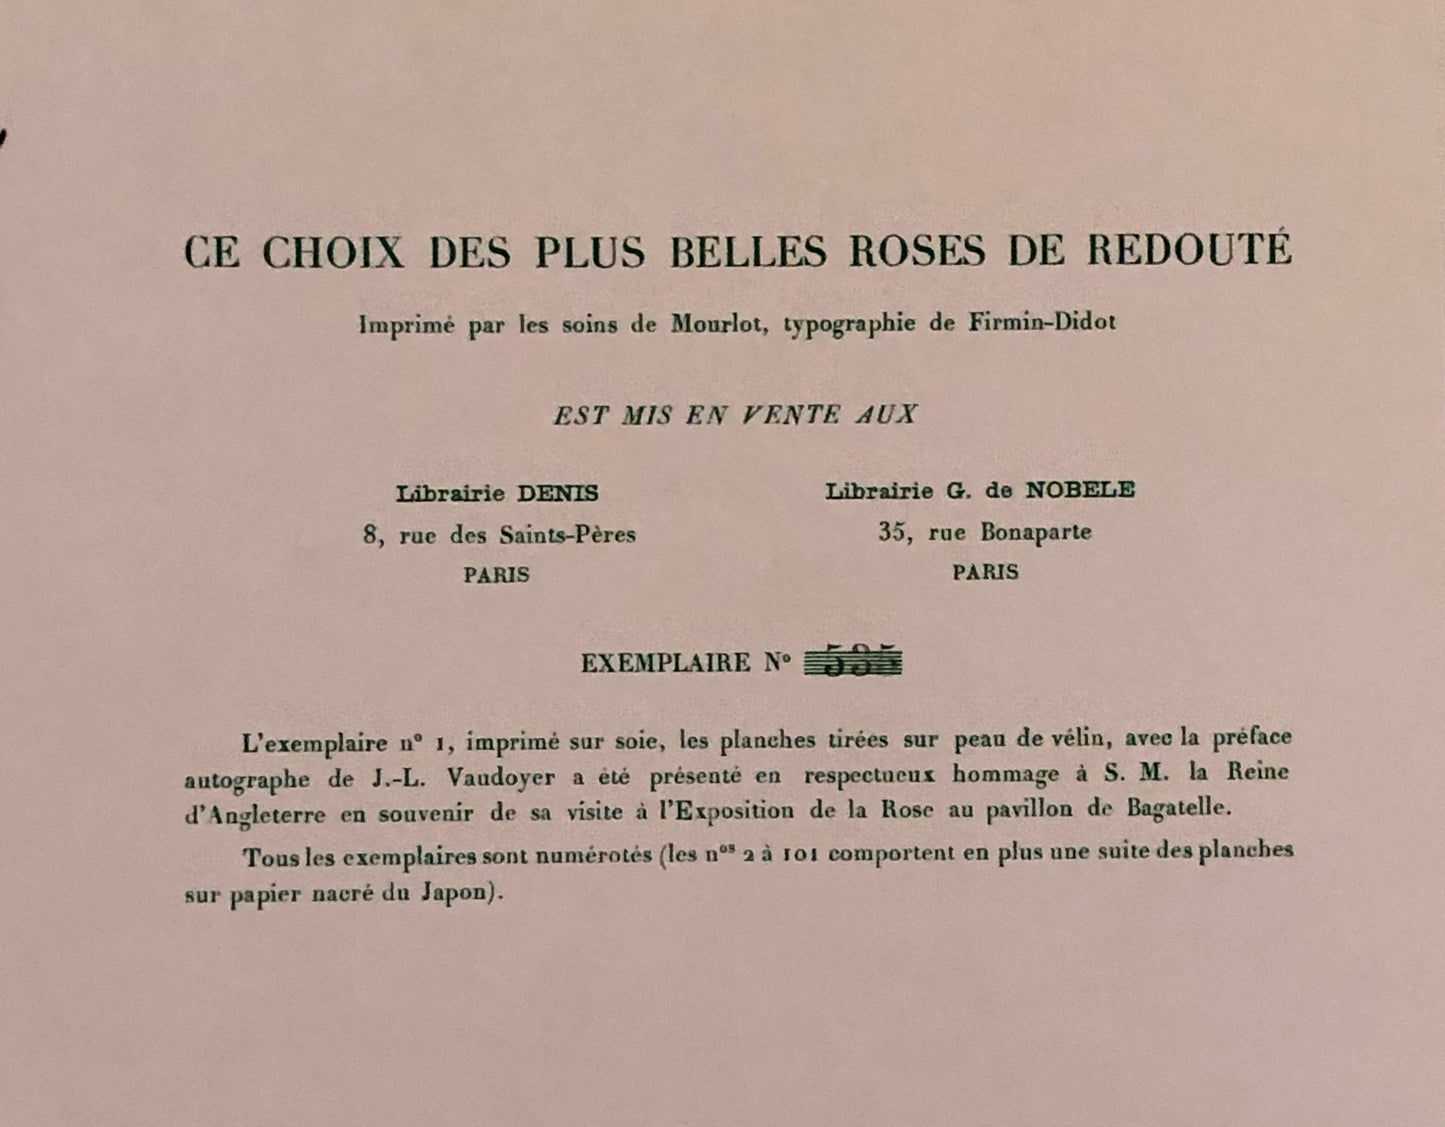 CE CHOIX DES PLUS BELLES ROSES DE REDOUTÉ
Imprimé par les soins de Mourlot, typographie de Firmin-Didot
EST MIS EN VENTE AUX
Librairie DENIS
8, rue des Saints-Pères
PARIS
Librairie G. de NOBELE
35, rue Bonaparte
PARIS
EXEMPLAIRE Nº 595
L'exemplaire nº 1, imprimé sur soie, les planches tirées sur peau de vélin, avec la préface
autographe de J.-L. Vaudoyer a été présenté en respectueux hommage à S. M. la Reine
d'Angleterre en souvenir de sa visite à l'Exposition de la Rose au pavillon de Bagatelle.
Tous les exemplaires sont numérotés (les nos 2 à 101 comportent en plus une suite des planches
sur papier nacré du Japon).